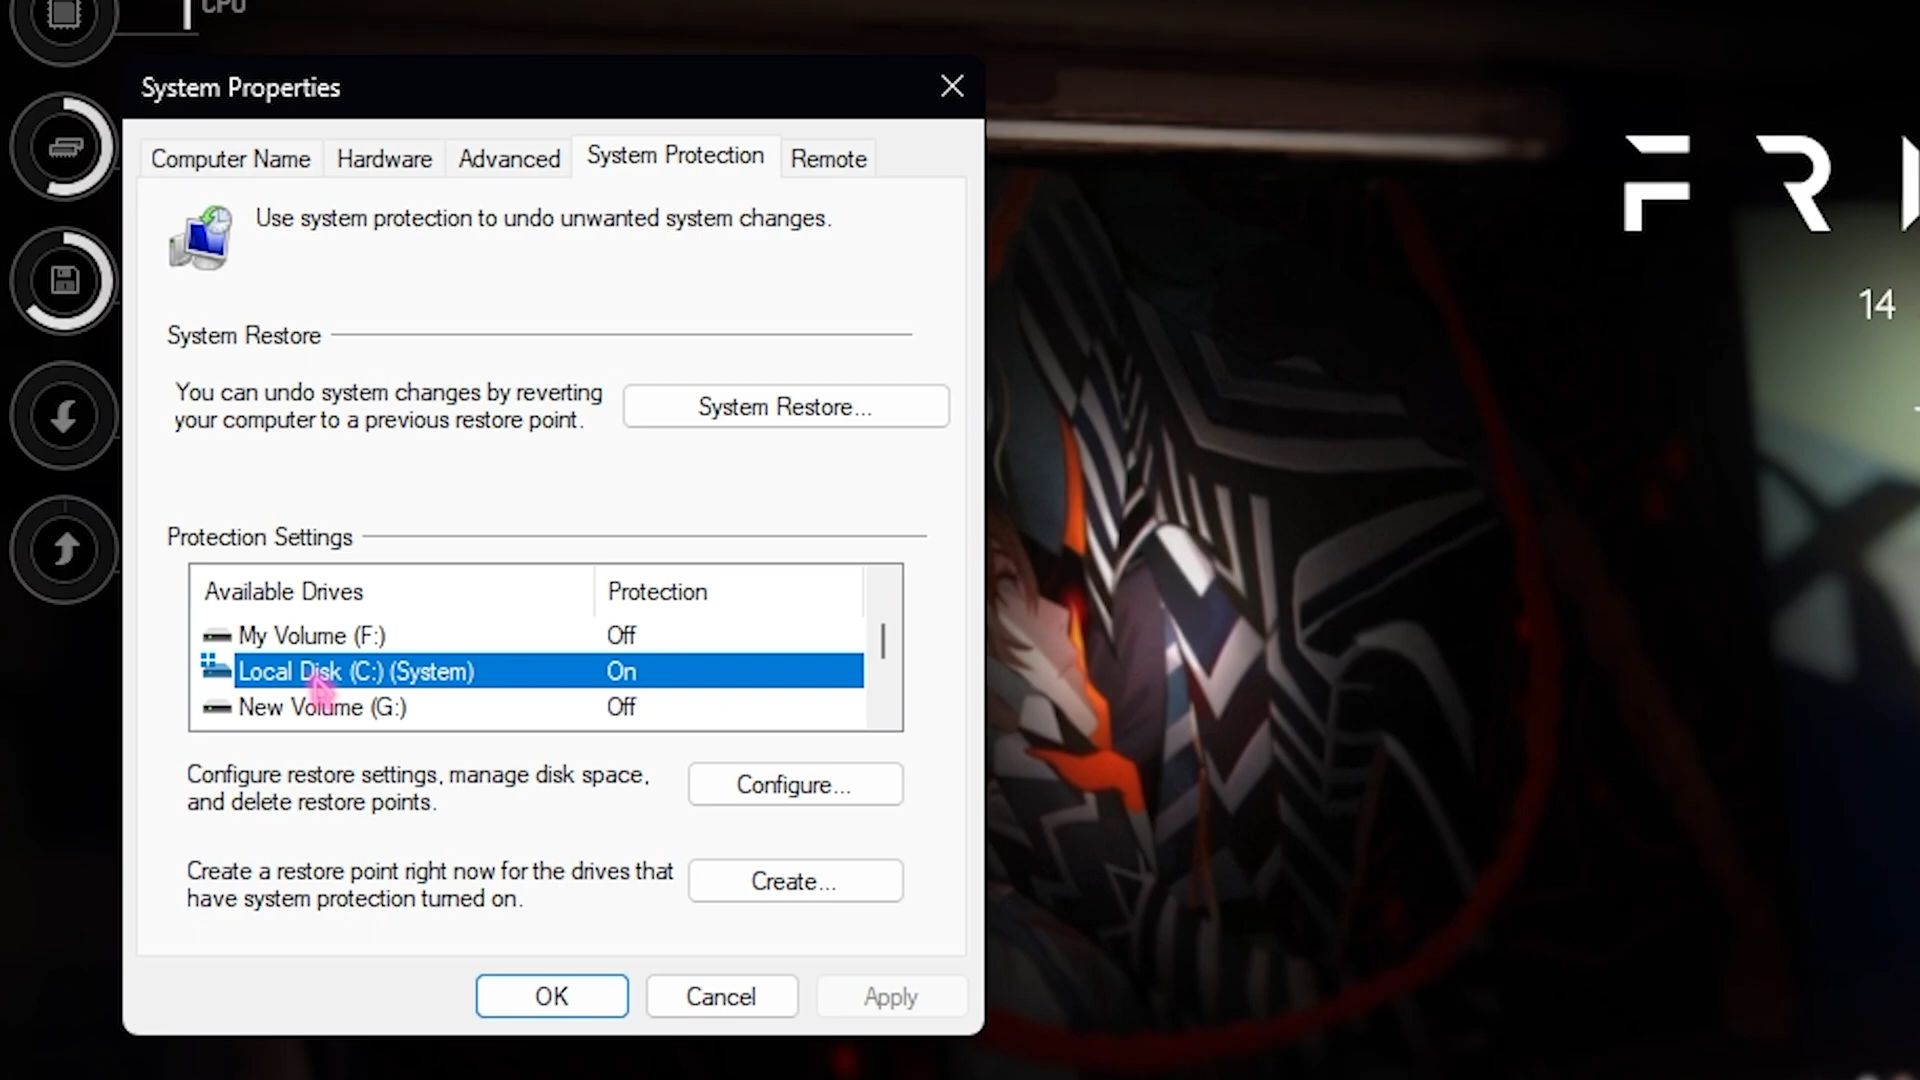 CPU
System Properties
Computer Name Hardware Advanced System Protection Remote
Use system protection to undo unwanted system changes.
System Restore
You can undo system changes by reverting
your computer to a previous restore point.
System Restore...
Protection Settings
Available Drives Protection
My Volume (F:) Off
Local Disk (C:) (System) On
New Volume (G:) Off
Configure restore settings, manage disk space,
and delete restore points.
Configure...
Create a restore point right now for the drives that
have system protection turned on.
Create...
OK Cancel Apply
FR
14